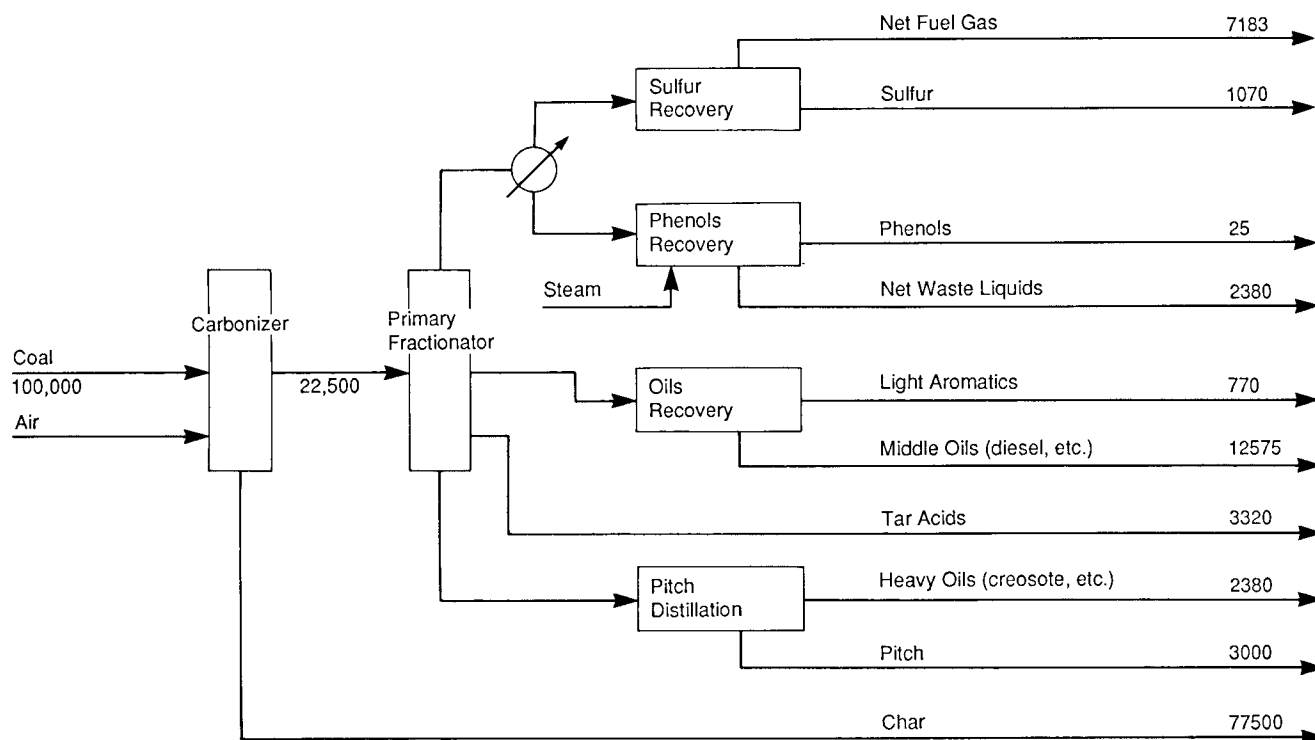 Net Fuel Gas 7183
Sulfur
Recovery
Sulfur 1070
Phenols
Recovery
Phenols 25
Steam
Net Waste Liquids 2380
Carbonizer
Primary
Fractionator
Coal
100,000
22,500
Air
Oils
Recovery
Light Aromatics 770
Middle Oils (diesel, etc.) 12575
Tar Acids 3320
Pitch
Distillation
Heavy Oils (creosote, etc.) 2380
Pitch 3000
Char 77500